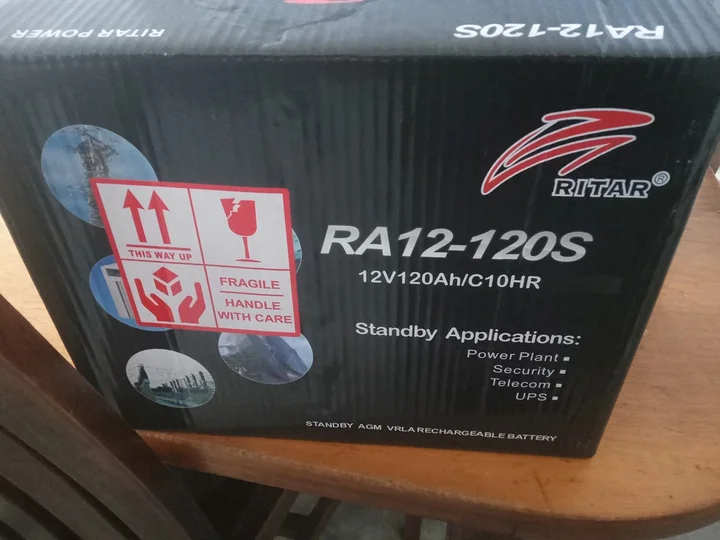 RITAR POWER
RA12-120S
RITAR®
THIS WAY UP
FRAGILE
HANDLE
WITH CARE
RA12-120S
12V120Ah/C10HR
Standby Applications:
Power Plant ▪
Security ▪
Telecom ▪
UPS ▪
STANDBY AGM VRLA RECHARGEABLE BATTERY